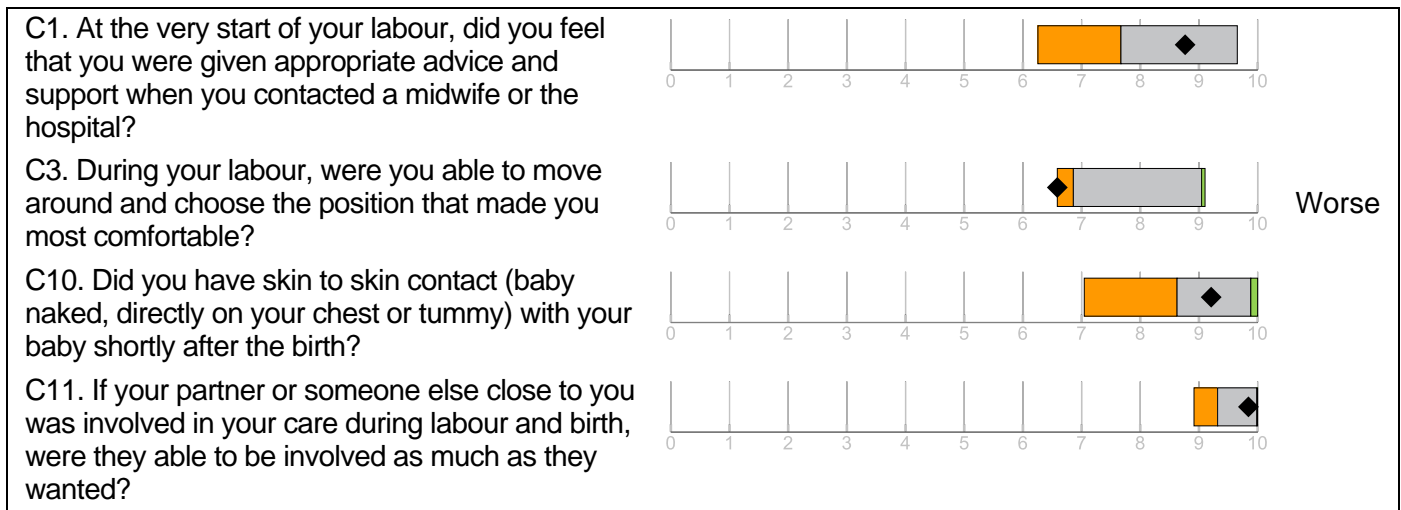 C1. At the very start of your labour, did you feel
that you were given appropriate advice and
support when you contacted a midwife or the
hospital?
0 1 2 3 4 5 6 7 8 9 10
C3. During your labour, were you able to move
around and choose the position that made you
most comfortable?
0 1 2 3 4 5 6 7 8 9 10
Worse
C10. Did you have skin to skin contact (baby
naked, directly on your chest or tummy) with your
baby shortly after the birth?
0 1 2 3 4 5 6 7 8 9 10
C11. If your partner or someone else close to you
was involved in your care during labour and birth,
were they able to be involved as much as they
wanted?
0 1 2 3 4 5 6 7 8 9 10